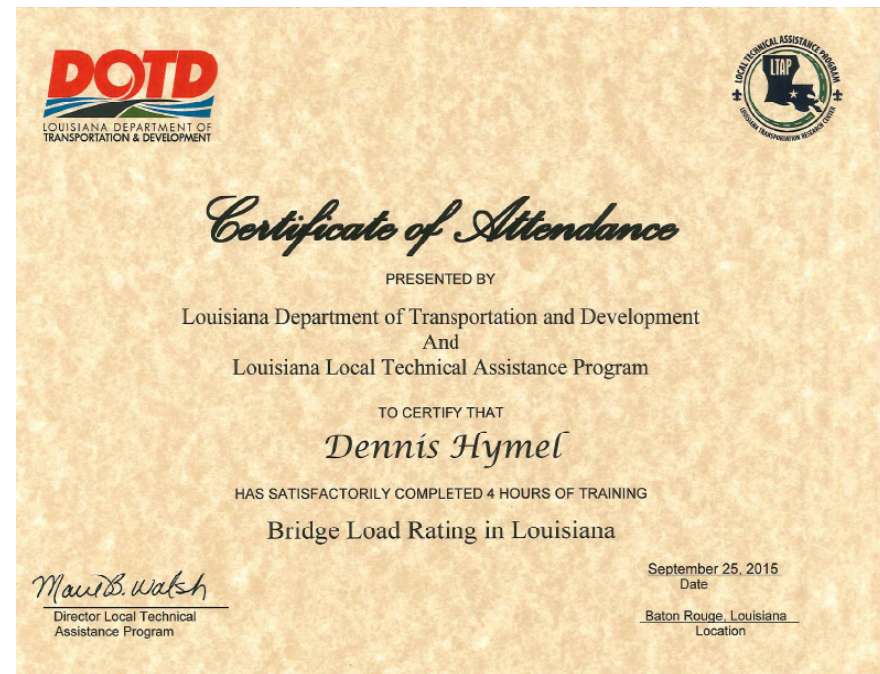 DOTD
LOUISIANA DEPARTMENT OF
TRANSPORTATION & DEVELOPMENT
LOCAL TECHNICAL ASSISTANCE PROGRAM
LTAP
LOUISIANA TRANSPORTATION RESEARCH CENTER
Certificate of Attendance
PRESENTED BY
Louisiana Department of Transportation and Development
And
Louisiana Local Technical Assistance Program
TO CERTIFY THAT
Dennis Hymel
HAS SATISFACTORILY COMPLETED 4 HOURS OF TRAINING
Bridge Load Rating in Louisiana
B. Walsh
Director Local Technical
Assistance Program
September 25, 2015
Date
Baton Rouge, Louisiana
Location